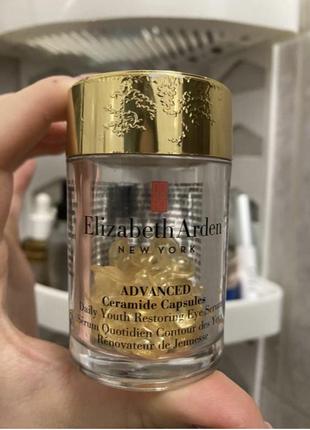 Elizabeth Arden
NEW YORK
ADVANCED
Ceramide Capsules
Daily Youth Restoring Eye Serum
Sérum Quotidien Contour des Yeux
Rénovateur de Jeunesse